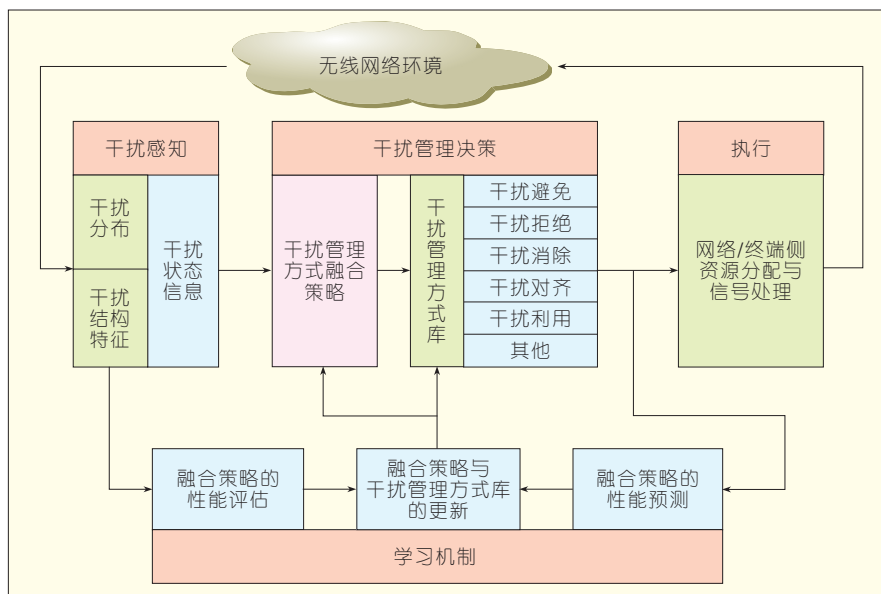 无线网络环境
干扰感知
干扰
分布
干扰
结构
特征
干扰
状态
信息
干扰管理决策
干扰管理
方式融合
策略
干扰管理方式库
干扰避免
干扰拒绝
干扰消除
干扰对齐
干扰利用
其他
执行
网络/终端侧
资源分配与
信号处理
融合策略的
性能评估
融合策略与
干扰管理方式库
的更新
融合策略的
性能预测
学习机制